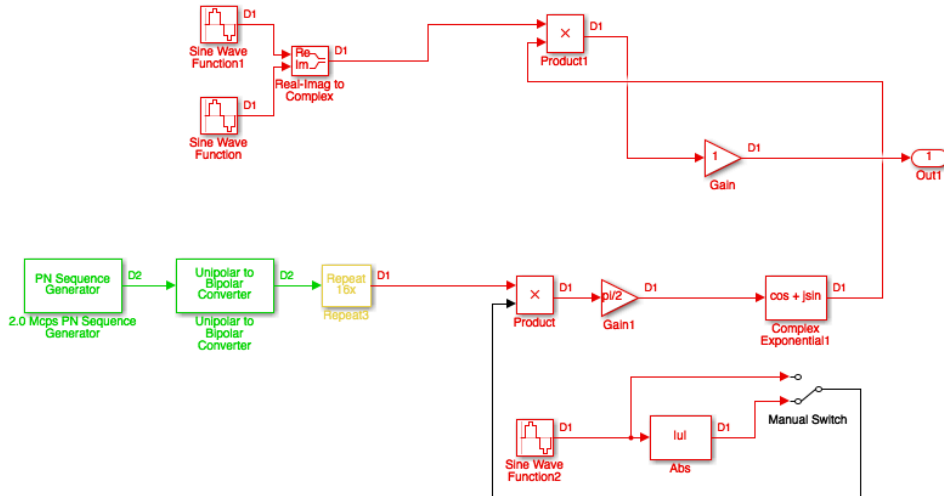 D1
Sine Wave
Function1
Re
Im
D1
Real-Imag to
Complex
D1
Sine Wave
Function
×
D1
Product1
1
D1
Gain
1
Out1
PN Sequence
Generator
D2
2.0 Mcps PN Sequence
Generator
Unipolar to
Bipolar
Converter
D2
Unipolar to
Bipolar
Converter
Repeat
16x
D1
Repeat3
×
D1
Product
pi/2
D1
Gain1
cos + jsin
D1
Complex
Exponential1
Manual Switch
D1
Sine Wave
Function2
|u|
D1
Abs